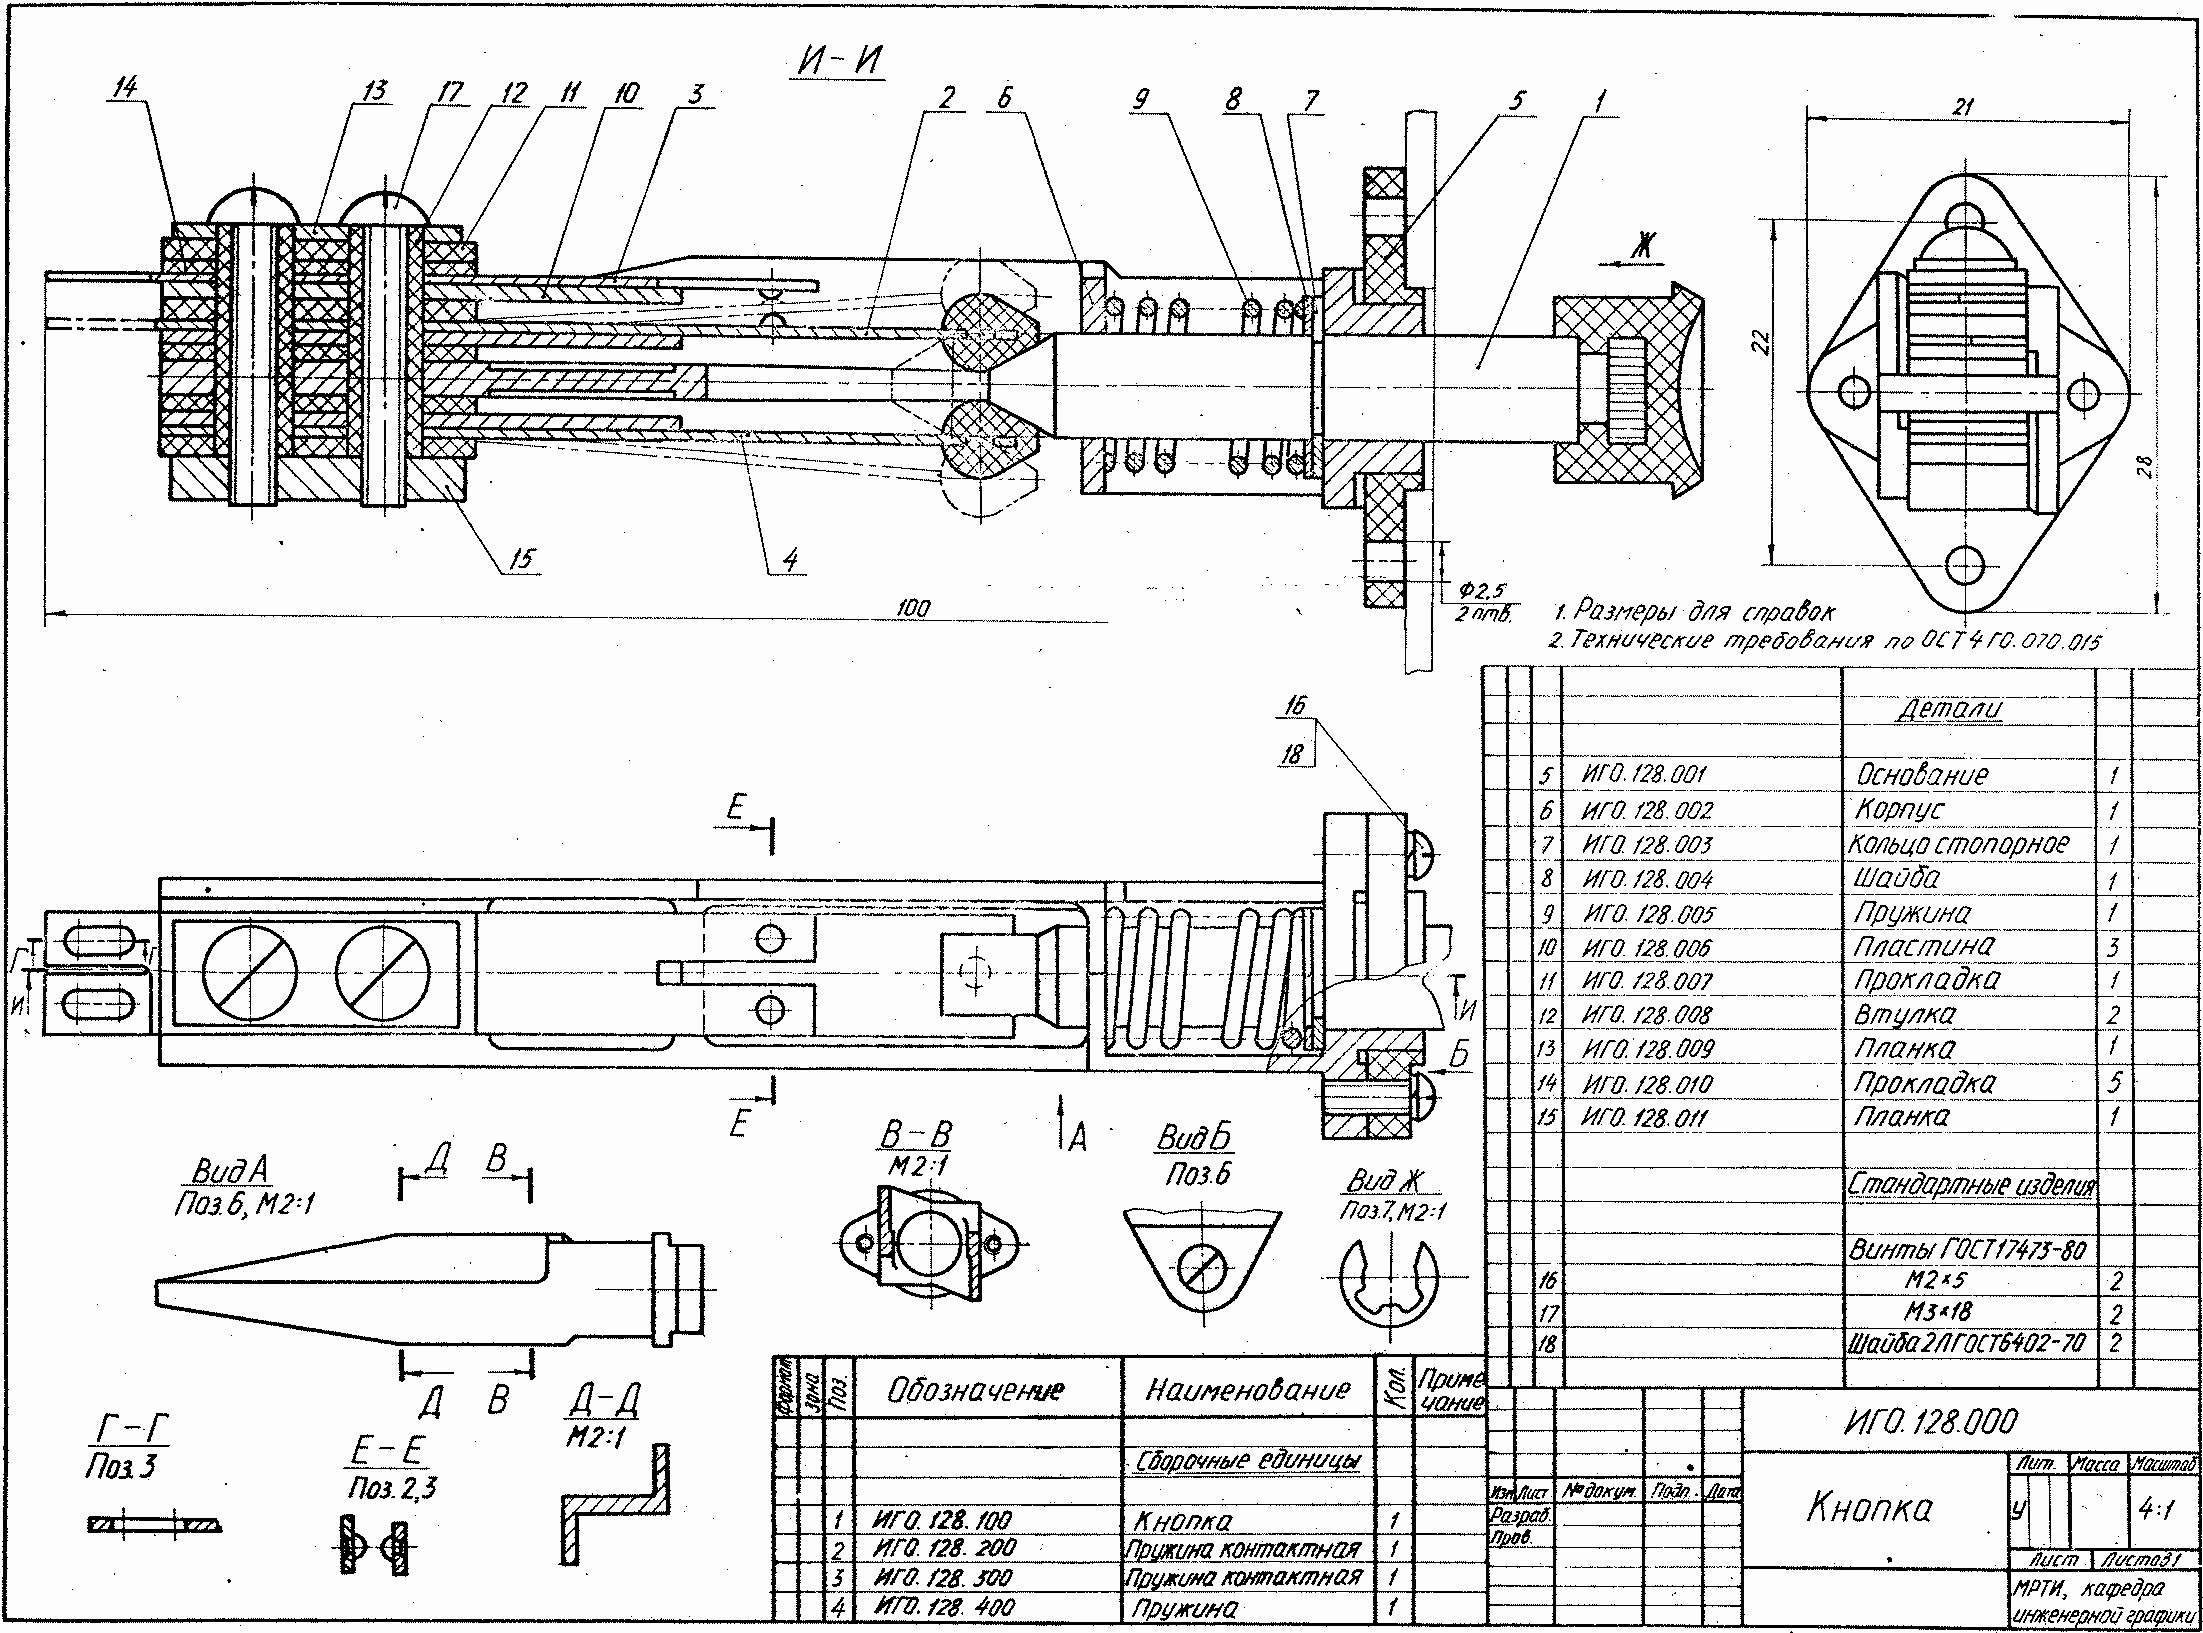 И-И
14
13
17
12
11
10
3
2
6
9
8
7
5
1
Ж
21
22
28
15
4
100
Ф2,5
2 отв.
1. Размеры для справок
2. Технические требования по ОСТ4 ГО.070.015
16
18
Е
Г
Г
И
И
Б
Е
А
Вид А
Поз.6, М2:1
Д
В
Д
В
В-В
М2:1
Вид Б
Поз.6
Вид Ж
Поз.7, М2:1
Г-Г
Поз.3
Е-Е
Поз.2,3
Д-Д
М2:1
Детали
5 ИГО.128.001 Основание 1
6 ИГО.128.002 Корпус 1
7 ИГО.128.003 Кольцо стопорное 1
8 ИГО.128.004 Шайба 1
9 ИГО.128.005 Пружина 1
10 ИГО.128.006 Пластина 3
11 ИГО.128.007 Прокладка 1
12 ИГО.128.008 Втулка 2
13 ИГО.128.009 Планка 1
14 ИГО.128.010 Прокладка 5
15 ИГО.128.011 Планка 1
Стандартные изделия
Винты ГОСТ17473-80
16 М2×5 2
17 М3×18 2
18 Шайба 2Л ГОСТ6402-70 2
Формат Зона Поз. Обозначение Наименование Кол. Приме
чание
Сборочные единицы
1 ИГО.128.100 Кнопка 1
2 ИГО.128.200 Пружина контактная 1
3 ИГО.128.300 Пружина контактная 1
4 ИГО.128.400 Пружина 1
ИГО.128.000
Изм Лист № докум. Подп. Дата
Разраб.
Пров.
Кнопка
Лит. Масса Масштаб
У 4:1
Лист Листов 1
МРТИ, кафедра
инженерной графики